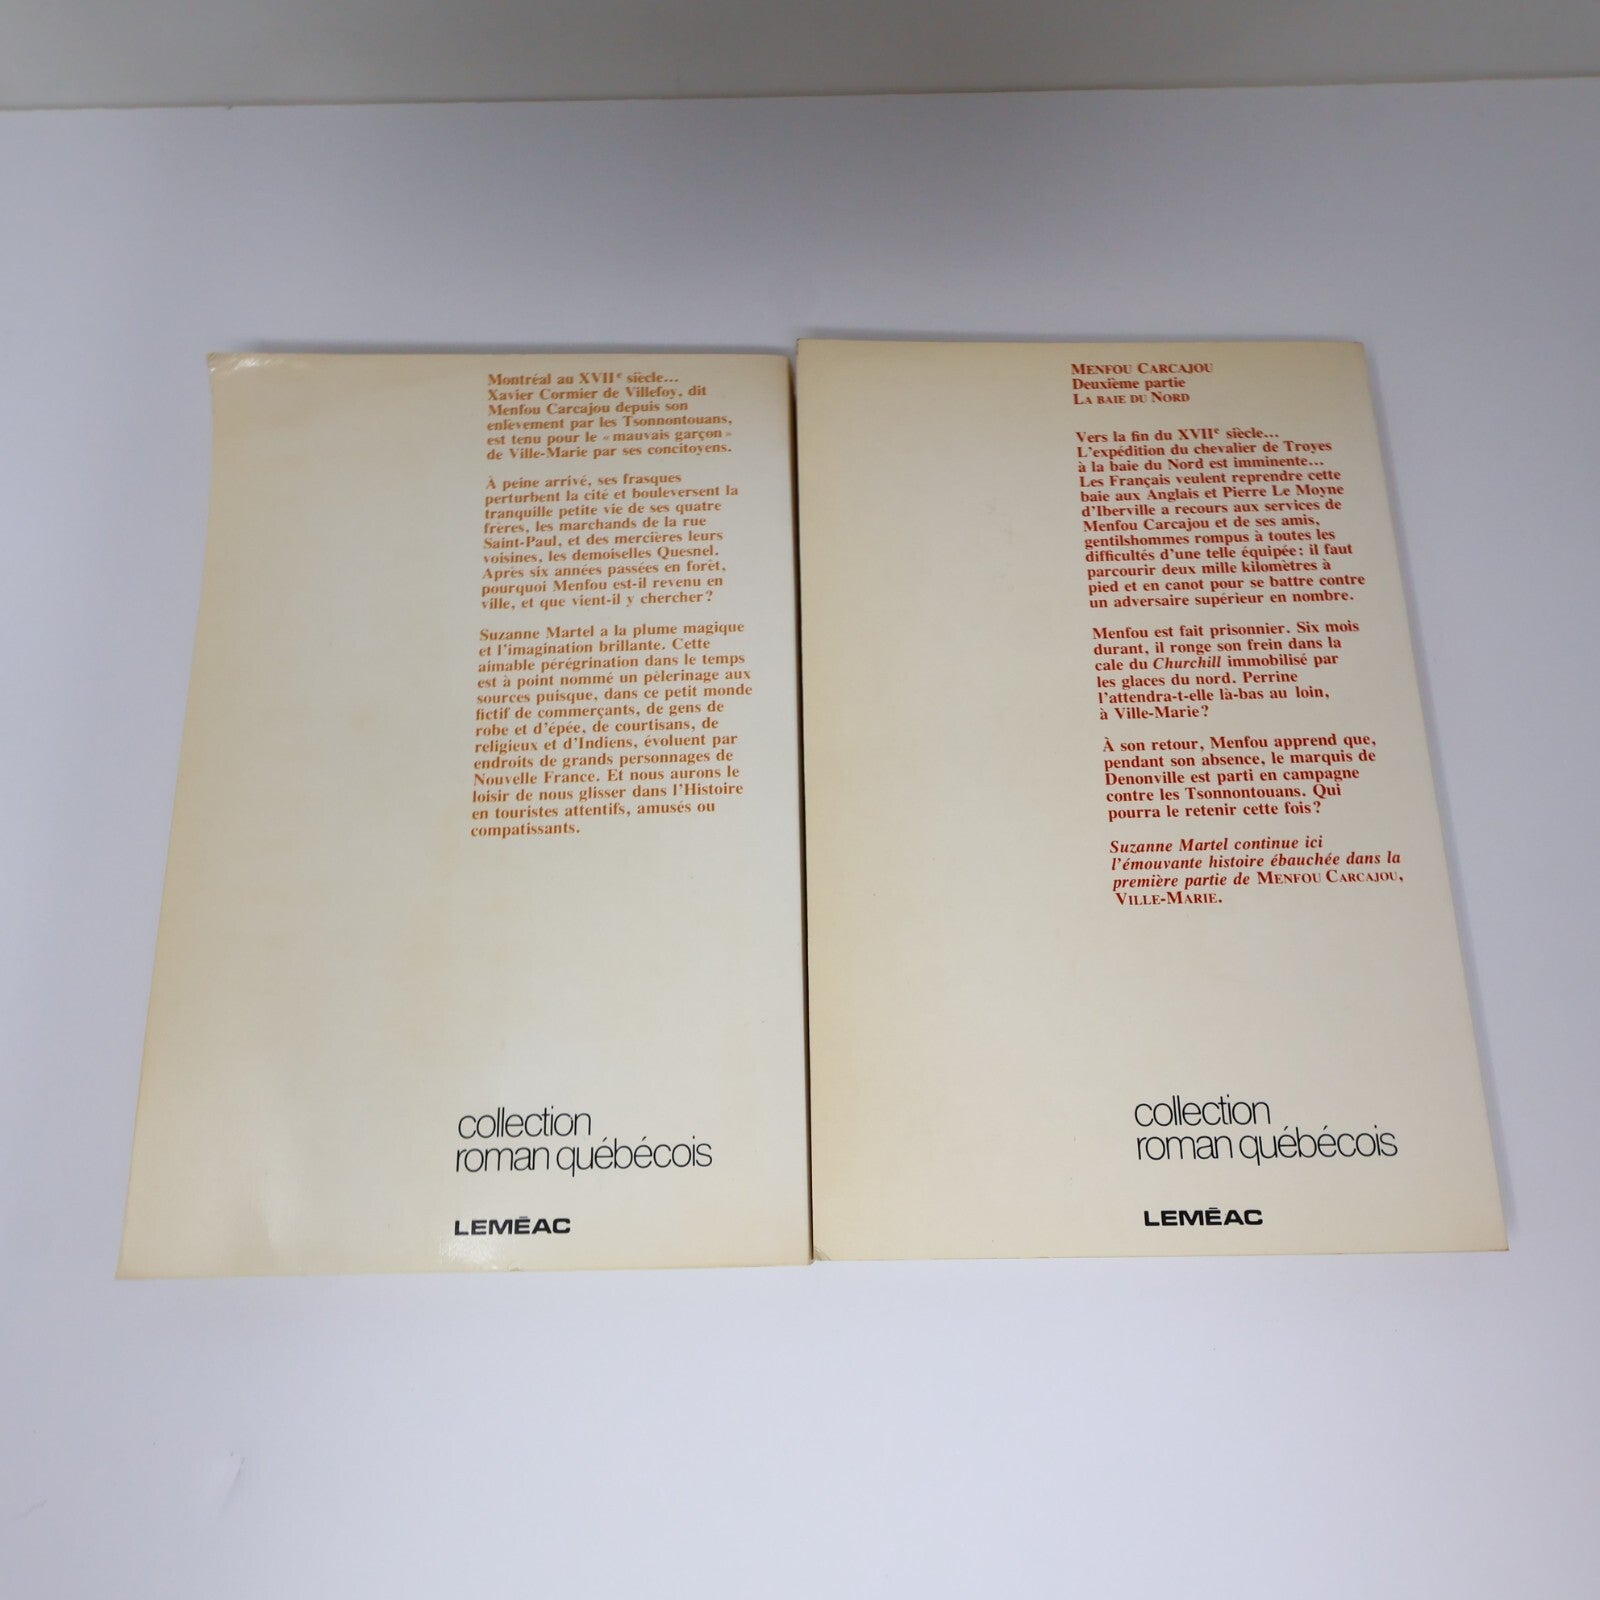 Montréal au XVIIe siècle...
Xavier Cormier de Villefoy, dit
Menfou Carcajou depuis son
enlèvement par les Tsonnontouans,
est tenu pour le «mauvais garçon»
de Ville-Marie par ses concitoyens.
À peine arrivé, ses frasques
perturbent la cité et bouleversent la
tranquille petite vie de ses quatre
frères, les marchands de la rue
Saint-Paul, et des mercières leurs
voisines, les demoiselles Quesnel.
Après six années passées en forêt,
pourquoi Menfou est-il revenu en
ville, et que vient-il y chercher?
Suzanne Martel a la plume magique
et l'imagination brillante. Cette
aimable pérégrination dans le temps
est à point nommé un pèlerinage aux
sources puisque, dans ce petit monde
fictif de commerçants, de gens de
robe et d'épée, de courtisans, de
religieux et d'Indiens, évoluent par
endroits de grands personnages de
Nouvelle France. Et nous aurons le
loisir de nous glisser dans l'Histoire
en touristes attentifs, amusés ou
compatissants.
collection
roman québécois
LEMÉAC
MENFOU CARCAJOU
Deuxième partie
LA BAIE DU NORD
Vers la fin du XVIIe siècle...
L'expédition du chevalier de Troyes
à la baie du Nord est imminente...
Les Français veulent reprendre cette
baie aux Anglais et Pierre Le Moyne
d'Iberville a recours aux services de
Menfou Carcajou et de ses amis,
gentilshommes rompus à toutes les
difficultés d'une telle équipée: il faut
parcourir deux mille kilomètres à
pied et en canot pour se battre contre
un adversaire supérieur en nombre.
Menfou est fait prisonnier. Six mois
durant, il ronge son frein dans la
cale du Churchill immobilisé par
les glaces du nord. Perrine
l'attendra-t-elle là-bas au loin,
à Ville-Marie?
À son retour, Menfou apprend que,
pendant son absence, le marquis de
Denonville est parti en campagne
contre les Tsonnontouans. Qui
pourra le retenir cette fois?
Suzanne Martel continue ici
l'émouvante histoire ébauchée dans la
première partie de MENFOU CARCAJOU,
VILLE-MARIE.
collection
roman québécois
LEMÉAC